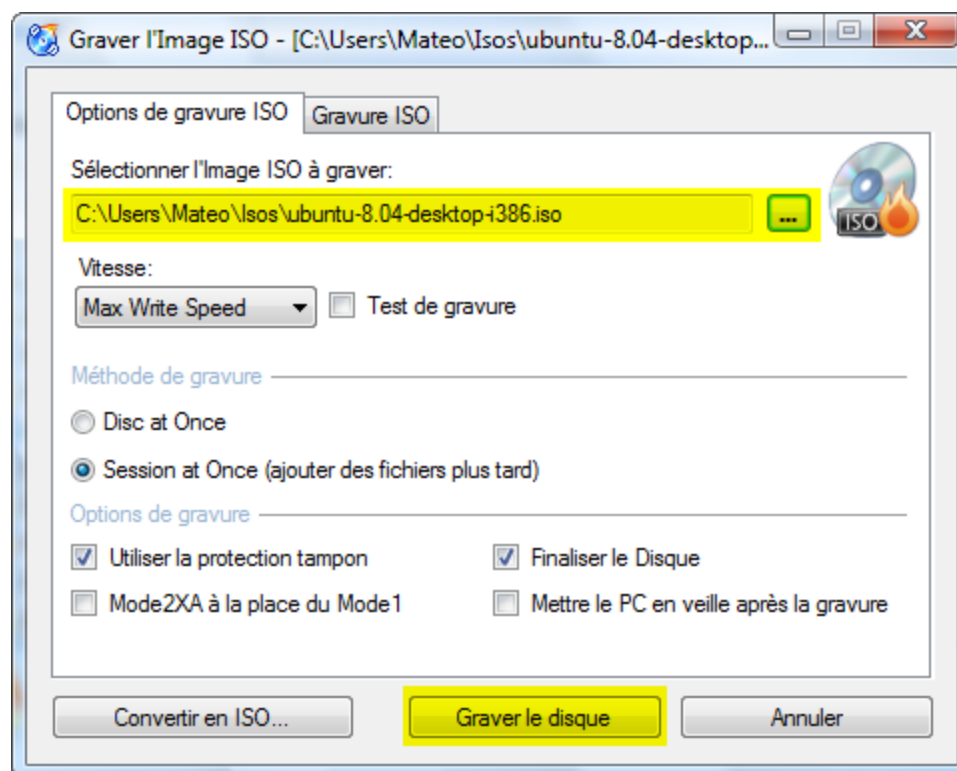 Graver l'Image ISO - [C:\Users\Mateo\Isos\ubuntu-8.04-desktop...
Options de gravure ISO
Gravure ISO
Sélectionner l'Image ISO à graver:
C:\Users\Mateo\Isos\ubuntu-8.04-desktop-i386.iso
...
ISO
Vitesse:
Max Write Speed
Test de gravure
Méthode de gravure
Disc at Once
Session at Once (ajouter des fichiers plus tard)
Options de gravure
Utiliser la protection tampon
Finaliser le Disque
Mode2XA à la place du Mode1
Mettre le PC en veille après la gravure
Convertir en ISO...
Graver le disque
Annuler